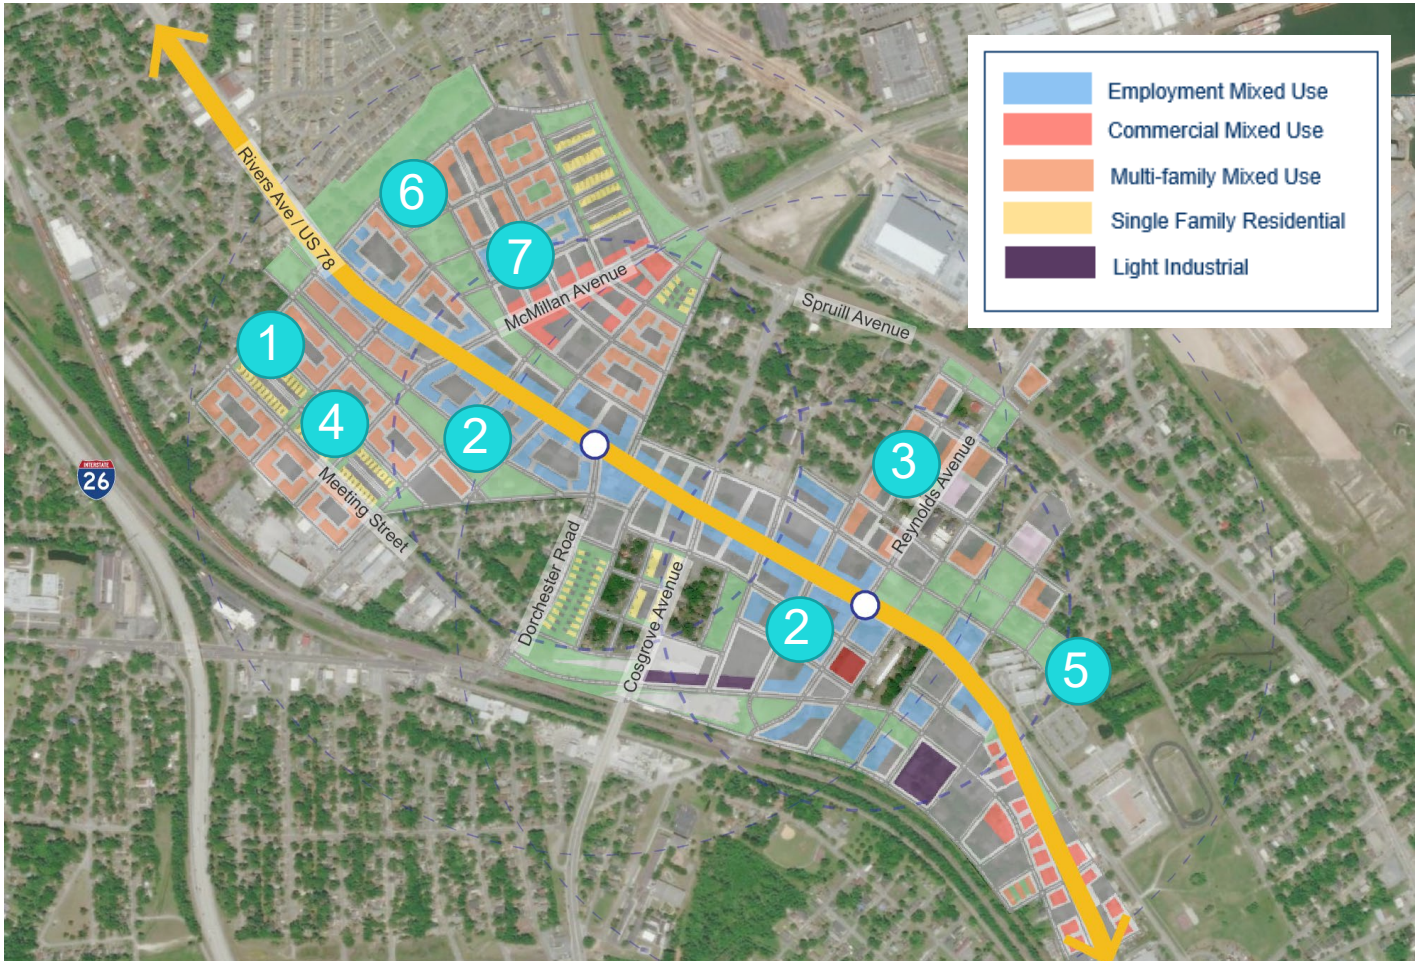 Employment Mixed Use
Commercial Mixed Use
Multi-family Mixed Use
Single Family Residential
Light Industrial
Rivers Ave / US 78
6
7
McMillan Avenue
Spruill Avenue
1
4
2
3
Reynolds Avenue
INTERSTATE
26
Meeting Street
Dorchester Road
Cosgrove Avenue
2
5